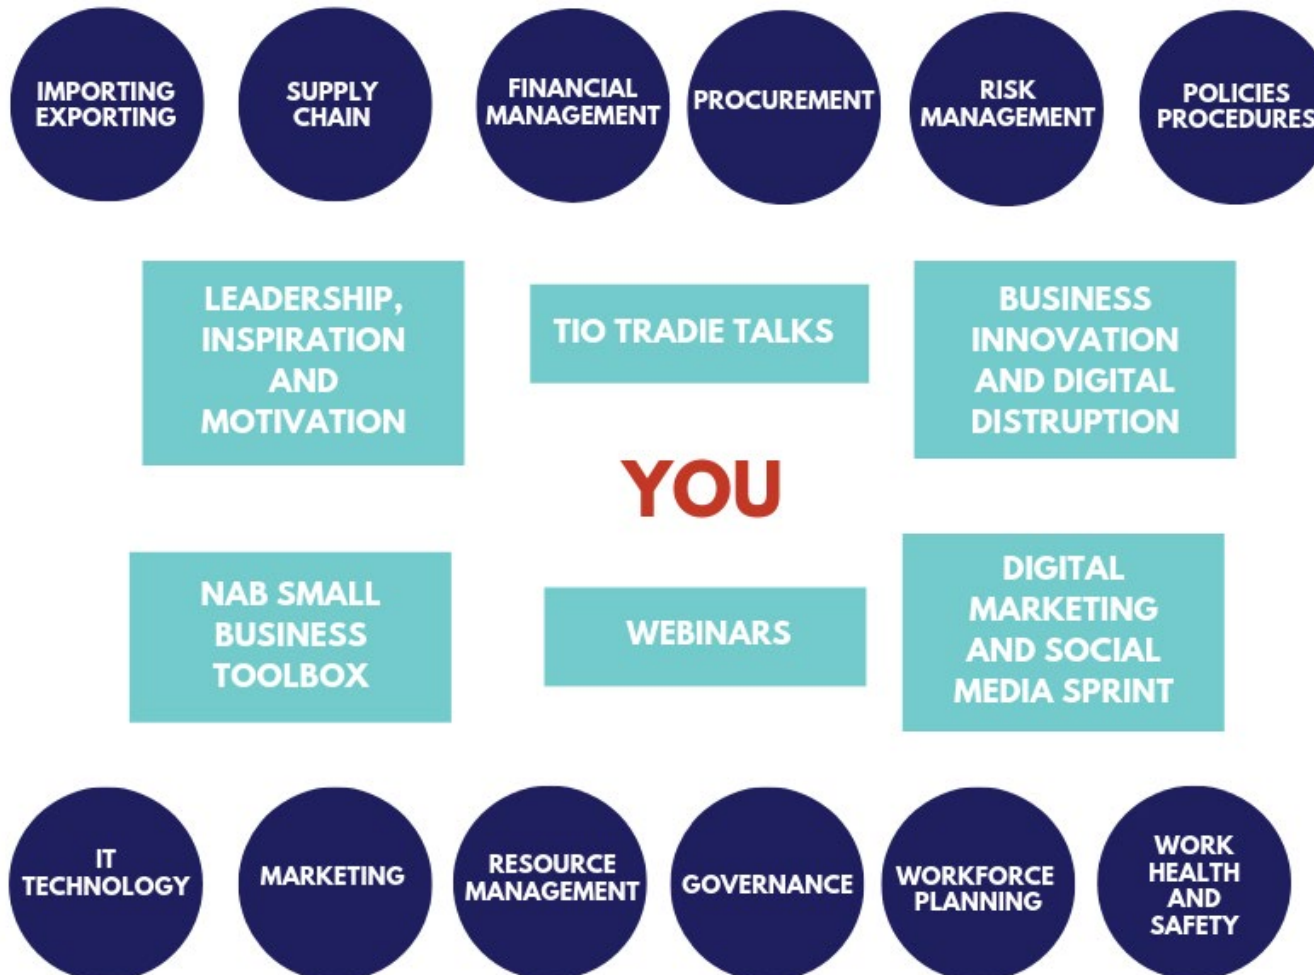 IMPORTING
EXPORTING
SUPPLY
CHAIN
FINANCIAL
MANAGEMENT
PROCUREMENT
RISK
MANAGEMENT
POLICIES
PROCEDURES
LEADERSHIP,
INSPIRATION
AND
MOTIVATION
TIO TRADIE TALKS
BUSINESS
INNOVATION
AND DIGITAL
DISTRUPTION
YOU
NAB SMALL
BUSINESS
TOOLBOX
WEBINARS
DIGITAL
MARKETING
AND SOCIAL
MEDIA SPRINT
IT
TECHNOLOGY
MARKETING
RESOURCE
MANAGEMENT
GOVERNANCE
WORKFORCE
PLANNING
WORK
HEALTH
AND
SAFETY